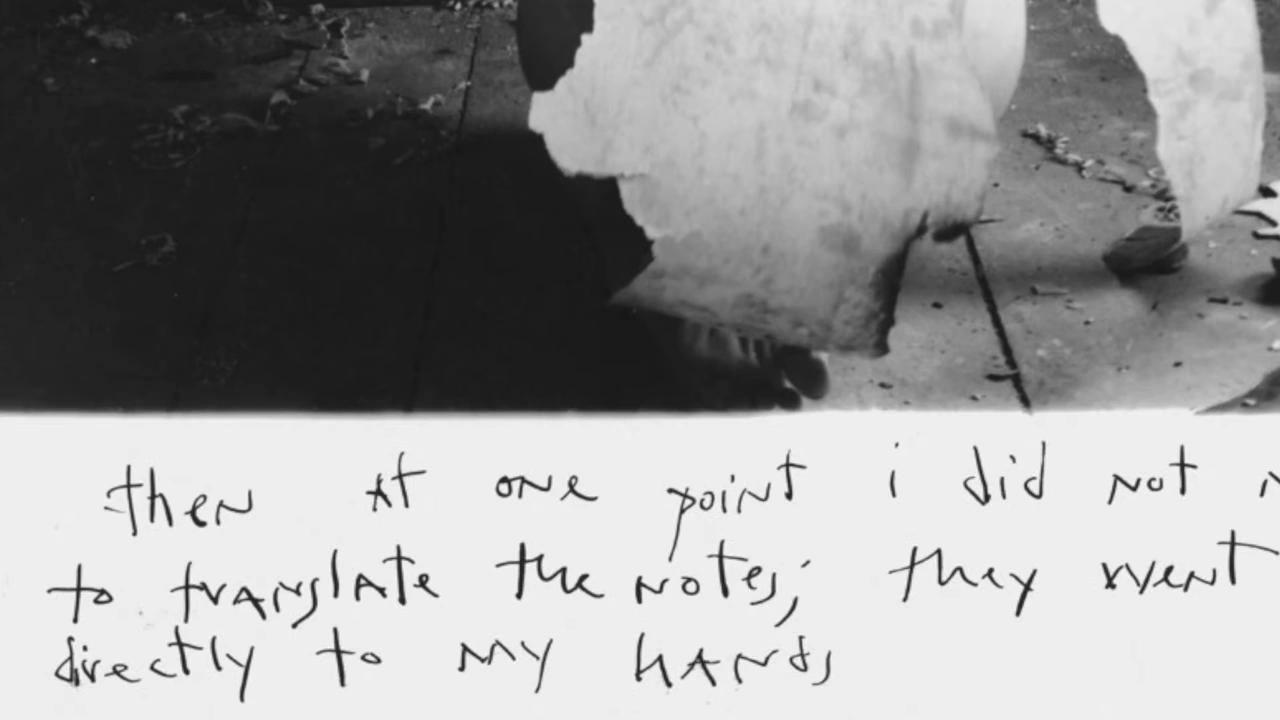 then at one point i did not
to translate the notes; they went
directly to my hands